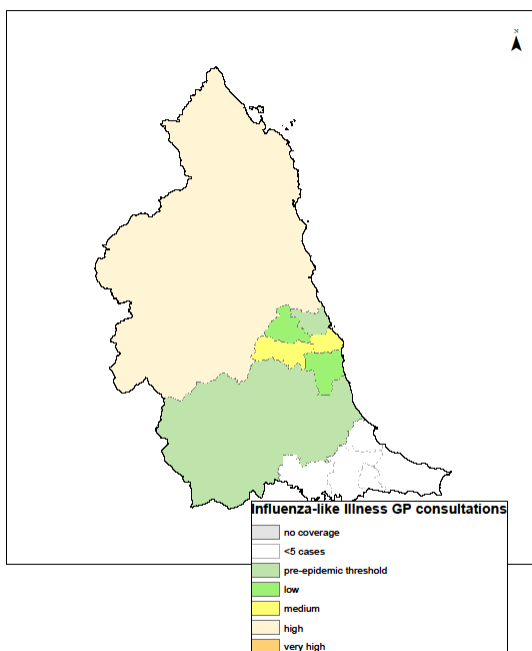 N
Influenza-like Illness GP consultations
no coverage
<5 cases
pre-epidemic threshold
low
medium
high
very high